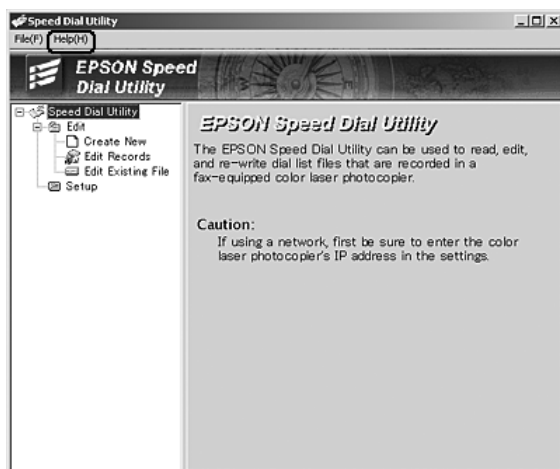 Speed Dial Utility
File(F) Help(H)
EPSON Speed
Dial Utility
Speed Dial Utility
Edit
Create New
Edit Records
Edit Existing File
Setup
EPSON Speed Dial Utility
The EPSON Speed Dial Utility can be used to read, edit,
and re-write dial list files that are recorded in a
fax-equipped color laser photocopier.
Caution:
If using a network, first be sure to enter the color
laser photocopier's IP address in the settings.